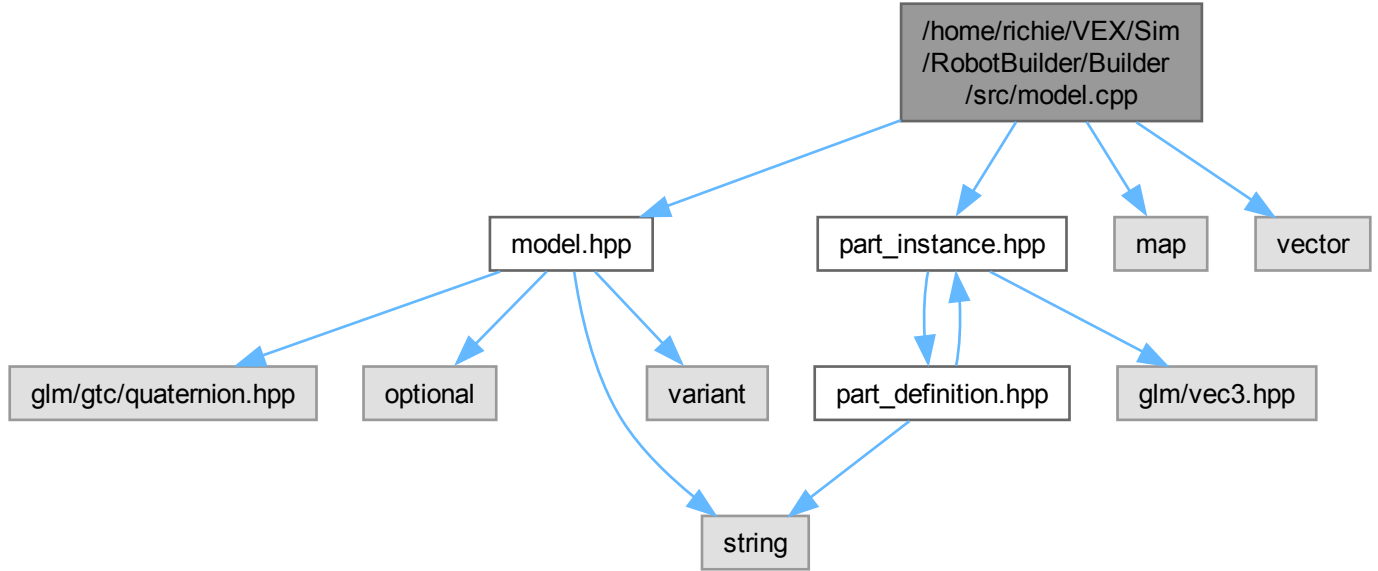 /home/richie/VEX/Sim
/RobotBuilder/Builder
/src/model.cpp
model.hpp
part_instance.hpp
map
vector
glm/gtc/quaternion.hpp
optional
variant
part_definition.hpp
glm/vec3.hpp
string